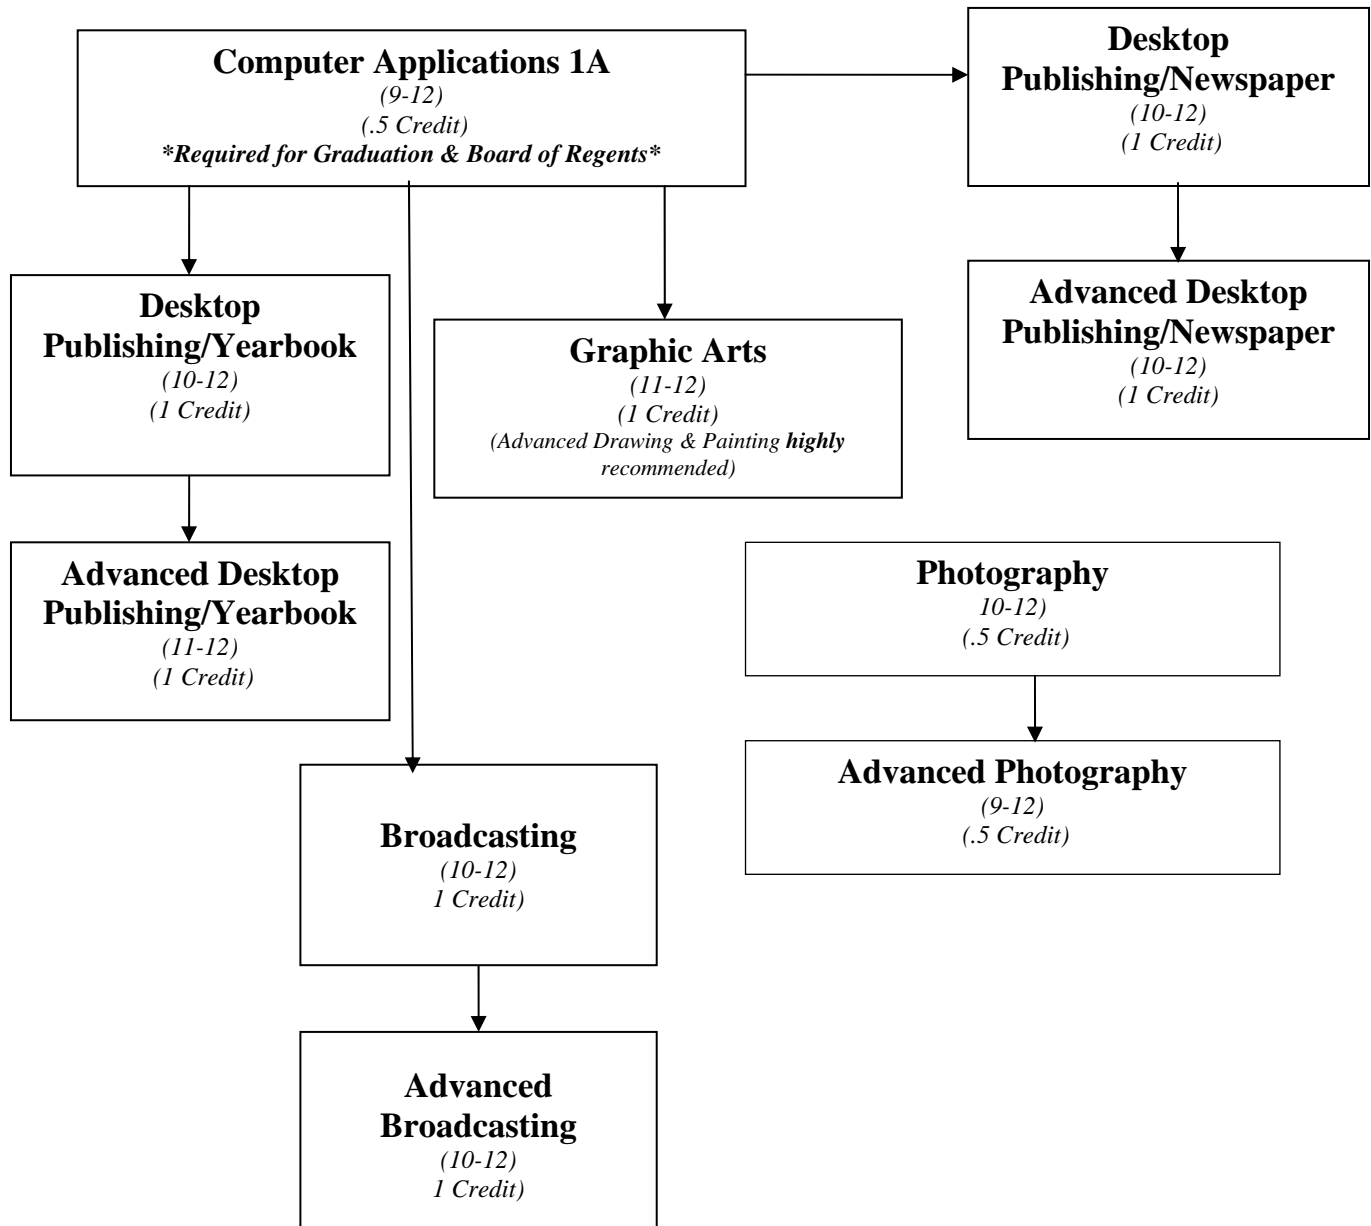 Computer Applications 1A
(9-12)
(.5 Credit)
*Required for Graduation & Board of Regents*
Desktop
Publishing/Newspaper
(10-12)
(1 Credit)
Desktop
Publishing/Yearbook
(10-12)
(1 Credit)
Graphic Arts
(11-12)
(1 Credit)
(Advanced Drawing & Painting highly
recommended)
Advanced Desktop
Publishing/Newspaper
(10-12)
(1 Credit)
Advanced Desktop
Publishing/Yearbook
(11-12)
(1 Credit)
Photography
10-12)
(.5 Credit)
Advanced Photography
(9-12)
(.5 Credit)
Broadcasting
(10-12)
1 Credit)
Advanced
Broadcasting
(10-12)
1 Credit)